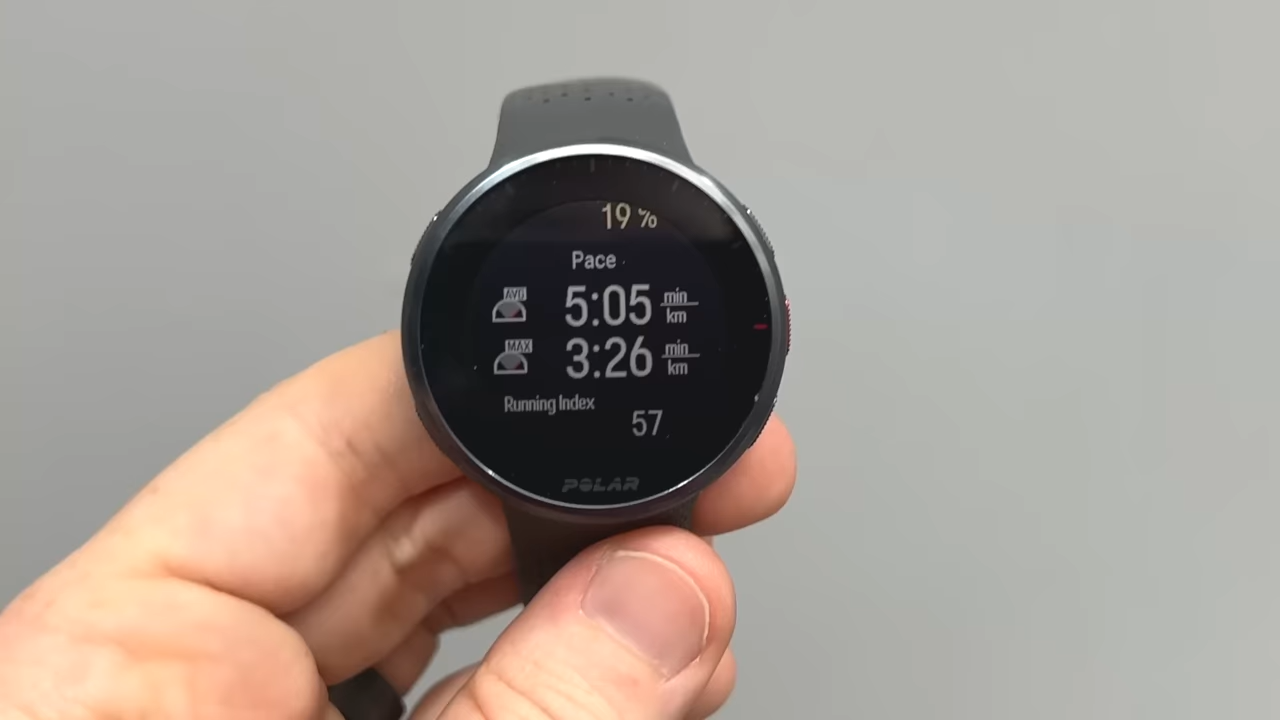 19 %
Pace
AVG 5:05 min km
MAX 3:26 min km
Running Index
57
POLAR